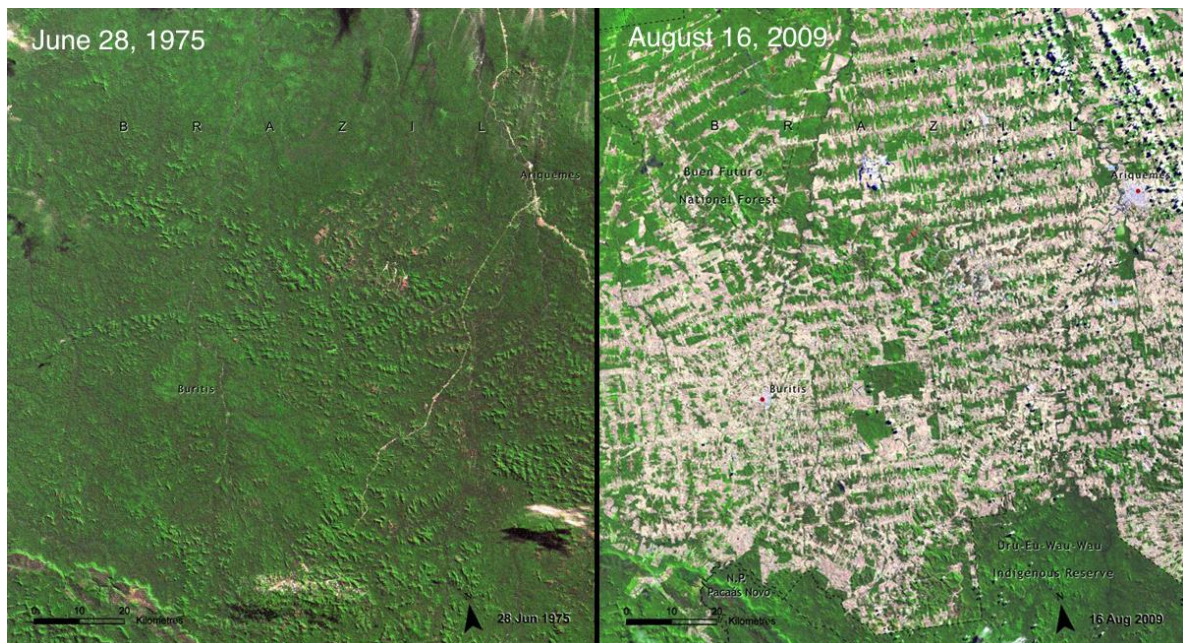 June 28, 1975
B R A Z I L
Ariquemes
Buritis
0 10 20
Kilometres
28 Jun 1975
August 16, 2009
B R A Z I L
Buen Futuro
Ariquemes
National Forest
Buritis
Dru-Eu-Wau-Wau
Indigenous Reserve
N.P.
Pacaás Novo
0 10 20
Kilometres
16 Aug 2009